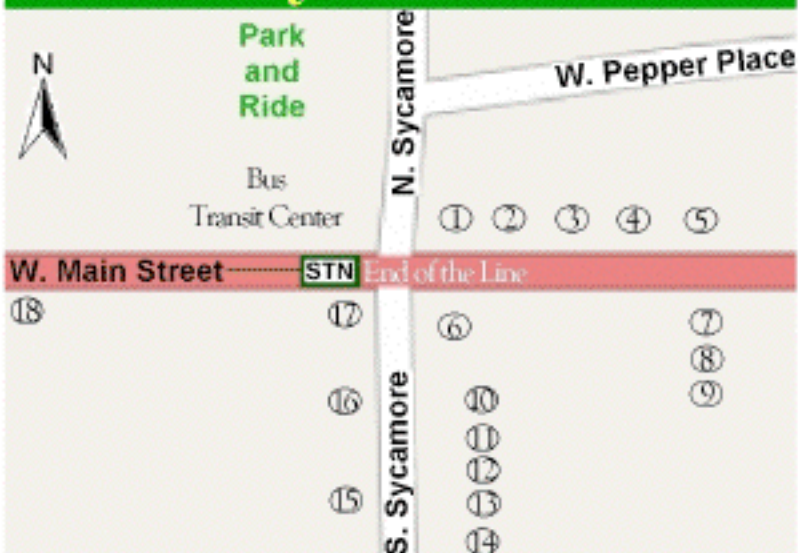 Park
and
Ride
N
N. Sycamore
W. Pepper Place
Bus
Transit Center
1 2 3 4 5
W. Main Street
STN
End of the Line
18
17
6
7
8
9
16
10
11
12
13
14
15
S. Sycamore